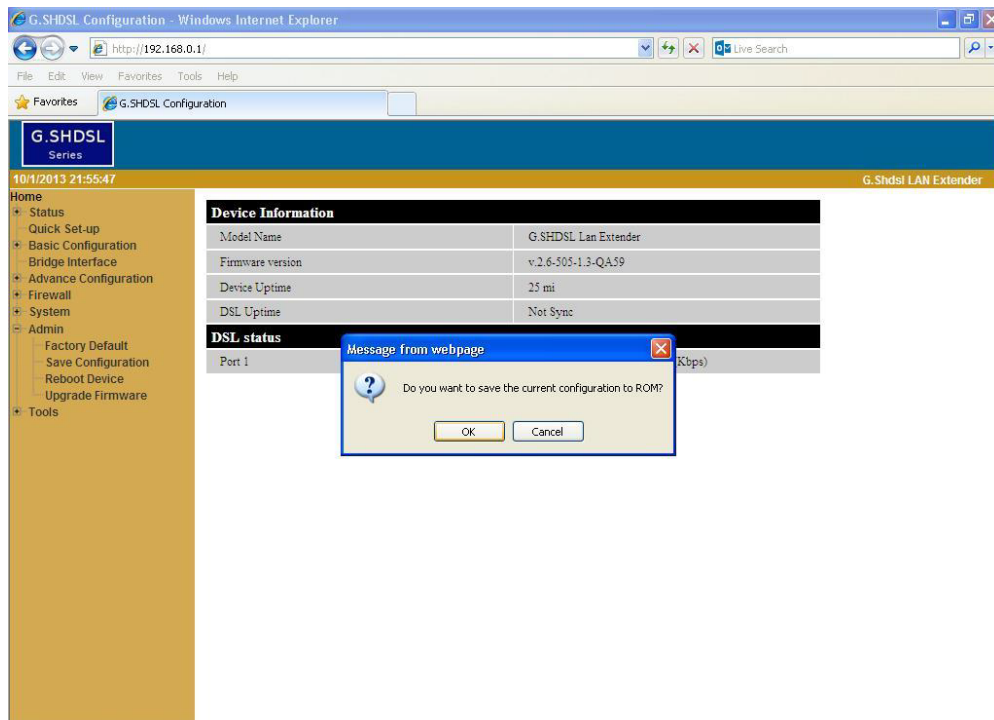 G.SHDSL Configuration - Windows Internet Explorer
http://192.168.0.1/
Live Search
File Edit View Favorites Tools Help
Favorites
G.SHDSL Configuration
G.SHDSL
Series
10/1/2013 21:55:47
G.Shdsl LAN Extender
Home
Status
Quick Set-up
Basic Configuration
Bridge Interface
Advance Configuration
Firewall
System
Admin
Factory Default
Save Configuration
Reboot Device
Upgrade Firmware
Tools
Device Information
Model Name G.SHDSL Lan Extender
Firmware version v.2.6-505-1.3-QA59
Device Uptime 25 mi
DSL Uptime Not Sync
DSL status
Port 1 Kbps)
Message from webpage
Do you want to save the current configuration to ROM?
OK Cancel